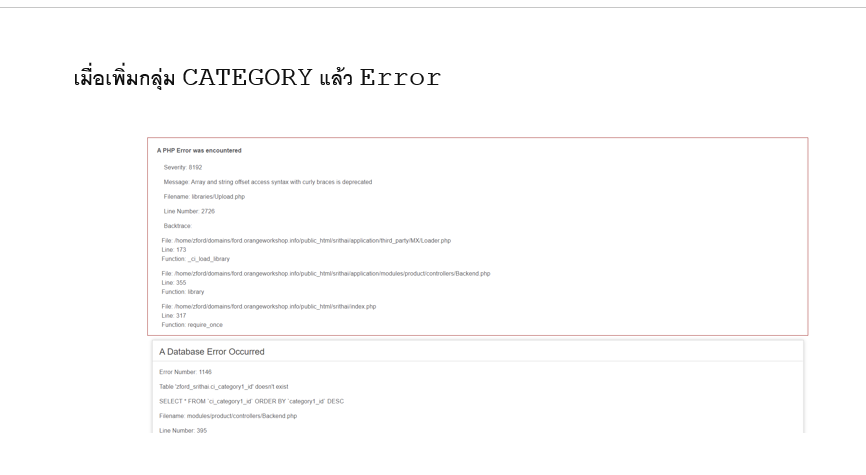 เมื่อเพิ่มกลุ่ม CATEGORY แล้ว Error
A PHP Error was encountered
Severity: 8192
Message: Array and string offset access syntax with curly braces is deprecated
Filename: libraries/Upload.php
Line Number: 2726
Backtrace:
File: /home/zford/domains/ford.orangeworkshop.info/public_html/snthai/application/third_party/MX/Loader.php
Line: 173
Function: _ci_load_library
File: /home/zford/domains/ford.orangeworkshop.info/public_html/snthai/application/modules/product/controllers/Backend.php
Line: 355
Function: library
File: /home/zford/domains/ford.orangeworkshop.info/public_html/snthai/index.php
Line: 317
Function: require_once
A Database Error Occurred
Error Number: 1146
Table 'zford_snthai.ci_category1_id' doesn't exist
SELECT * FROM `ci_category1_id` ORDER BY `category1_id` DESC
Filename: modules/product/controllers/Backend.php
Line Number: 395